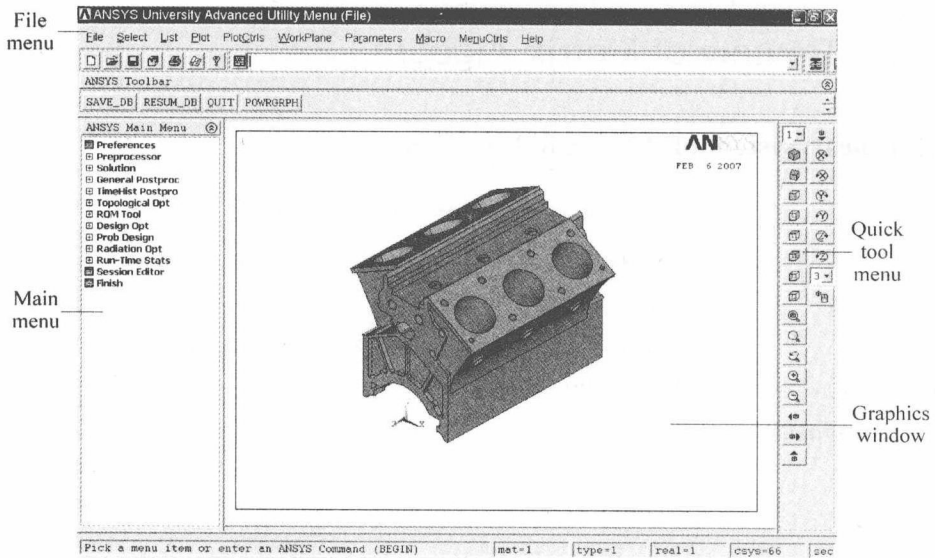 File menu
ANSYS University Advanced Utility Menu (File)
File Select List Plot PlotCtrls WorkPlane Parameters Macro MenuCtrls Help
ANSYS Toolbar
SAVE_DB RESUM_DB QUIT POWRGRPH
ANSYS Main Menu
Preferences
Preprocessor
Solution
General Postproc
TimeHist Postpro
Topological Opt
ROM Tool
Design Opt
Prob Design
Radiation Opt
Run-Time Stats
Session Editor
Finish
Main menu
1
AN
FEB 6 2007
X
1
3
Quick tool menu
Graphics window
Pick a menu item or enter an ANSYS Command (BEGIN)
mat=1
type=1
real=1
csys=66
sec